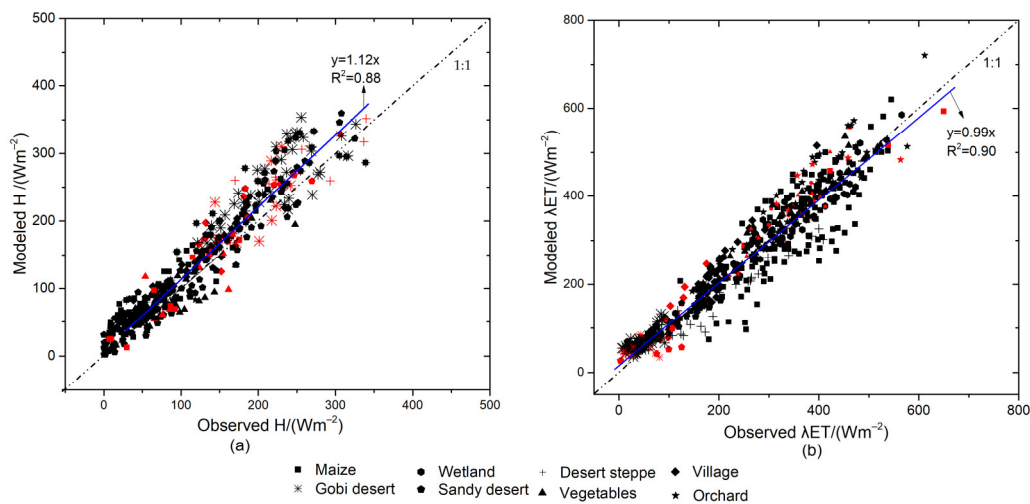 (a)
500
400
300
200
100
0
Modeled H /(Wm⁻²)
y=1.12x
R²=0.88
1:1
0 100 200 300 400 500
Observed H/(Wm⁻²)
800
600
400
200
0
Modeled λET/(Wm⁻²)
1:1
y=0.99x
R²=0.90
0 200 400 600 800
Observed λET/(Wm⁻²)
(a)
(b)
Maize Wetland Desert steppe Village
Gobi desert Sandy desert Vegetables Orchard